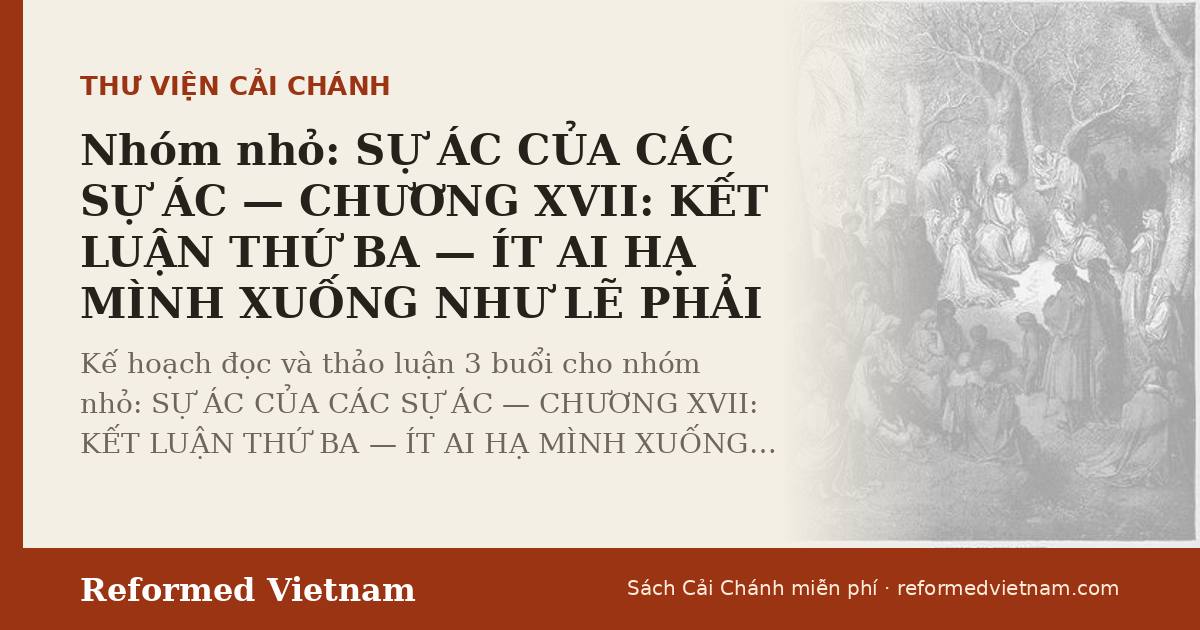 THƯ VIỆN CẢI CHÁNH
Nhóm nhỏ: SỰ ÁC CỦA CÁC
SỰ ÁC — CHƯƠNG XVII: KẾT
LUẬN THỨ BA — ÍT AI HẠ
MÌNH XUỐNG NHƯ LẼ PHẢI
Kế hoạch đọc và thảo luận 3 buổi cho nhóm
nhỏ: SỰ ÁC CỦA CÁC SỰ ÁC — CHƯƠNG XVII:
KẾT LUẬN THỨ BA — ÍT AI HẠ MÌNH XUỐNG...
Reformed Vietnam
Sách Cải Chánh miễn phí · reformedvietnam.com